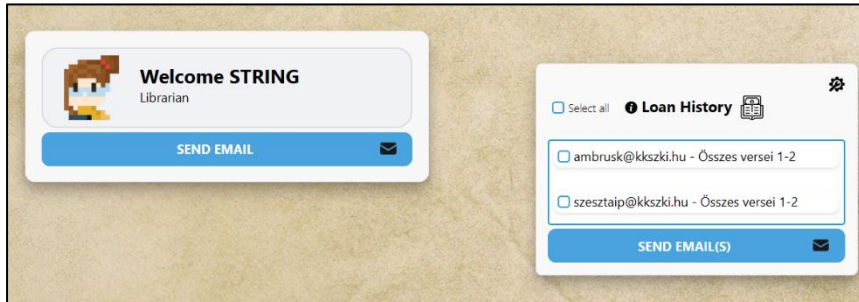 Welcome STRING
Librarian
SEND EMAIL
Select all Loan History
ambrusk@kkszki.hu - Összes versei 1-2
szesztaip@kkszki.hu - Összes versei 1-2
SEND EMAIL(S)